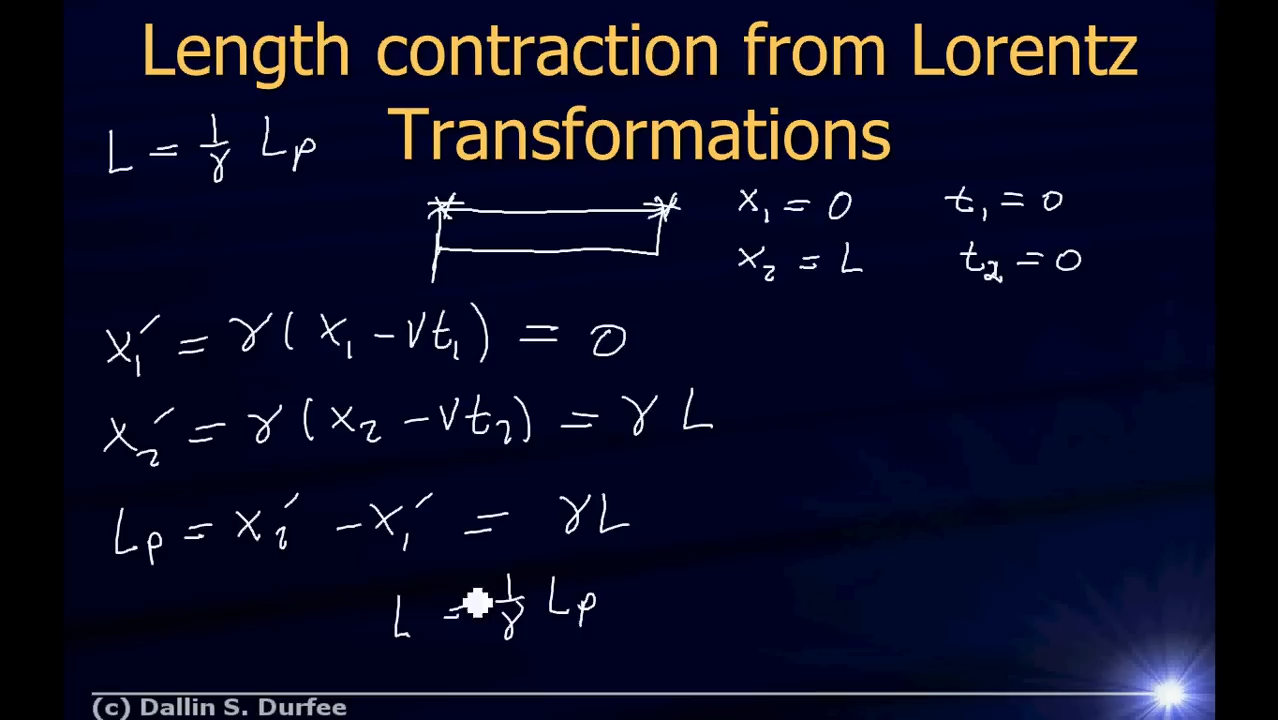 Length contraction from Lorentz
Transformations
L = 1/γ Lp
x₁ = 0 t₁ = 0
x₂ = L t₂ = 0
x₁′ = γ(x₁ - vt₁) = 0
x₂′ = γ(x₂ - vt₂) = γ L
Lp = x₂′ - x₁′ = γL
L = 1/γ Lp
(c) Dallin S. Durfee